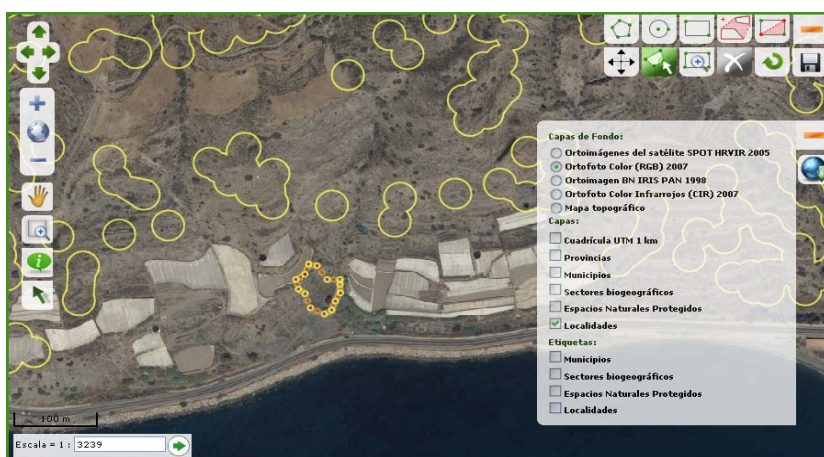 Capas de Fondo:
Ortoimágenes del satélite SPOT HRVIR 2005
Ortofoto Color (RGB) 2007
Ortoimagen BN IRIS PAN 1998
Ortofoto Color Infrarrojos (CIR) 2007
Mapa topográfico
Capas:
Cuadrícula UTM 1 km
Provincias
Municipios
Sectores biogeográficos
Espacios Naturales Protegidos
Localidades
Etiquetas:
Municipios
Sectores biogeográficos
Espacios Naturales Protegidos
Localidades
100 m
Escala = 1 : 3239